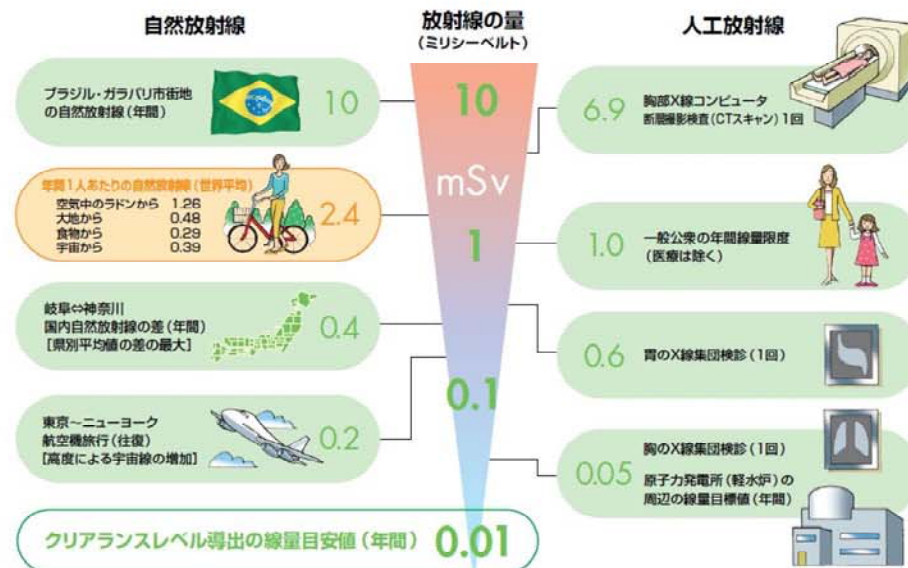 自然放射線
ブラジル・ガラパリ市街地
の自然放射線(年間)
10
年間1人あたりの自然放射線(世界平均)
空気中のラドンから 1.26
大地から 0.48
食物から 0.29
宇宙から 0.39
2.4
岐阜⇔神奈川
国内自然放射線の差(年間)
[県別平均値の差の最大]
0.4
東京~ニューヨーク
航空機旅行(往復)
[高度による宇宙線の増加]
0.2
放射線の量
(ミリシーベルト)
10
mSv
1
0.1
人工放射線
6.9
胸部X線コンピュータ
断層撮影検査(CTスキャン)1回
1.0
一般公衆の年間線量限度
(医療は除く)
0.6
胃のX線集団検診(1回)
0.05
胸のX線集団検診(1回)
原子力発電所(軽水炉)の
周辺の線量目標値(年間)
クリアランスレベル導出の線量目安値(年間) 0.01